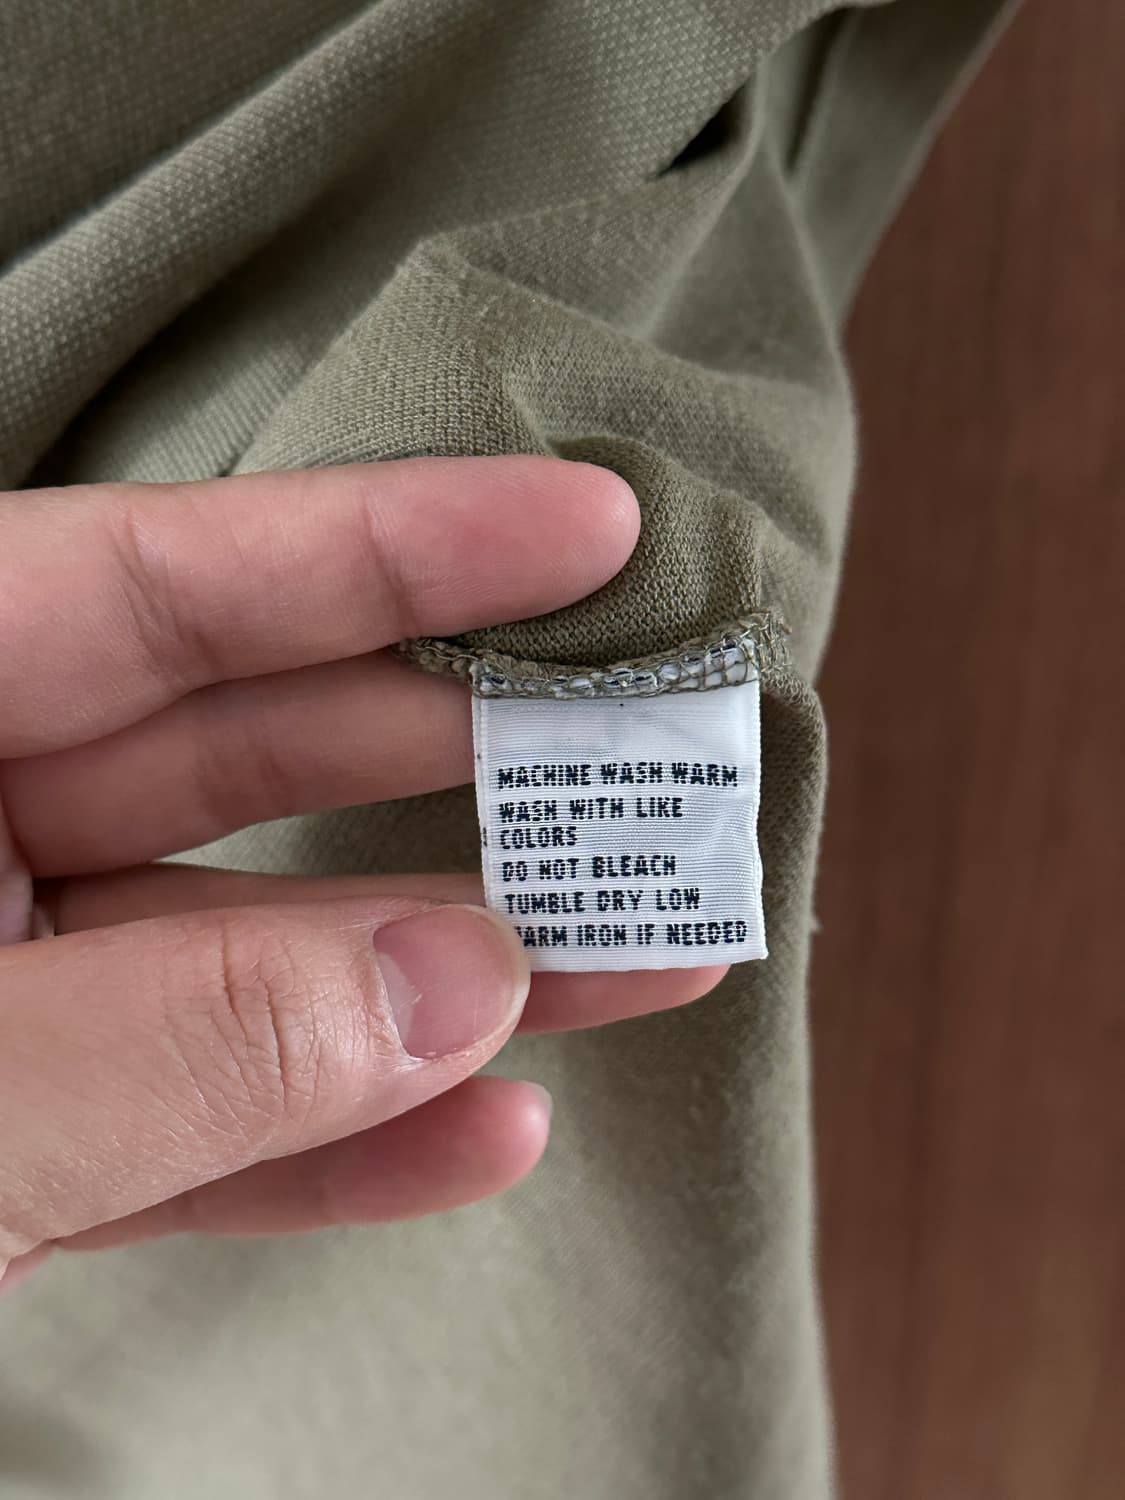 MACHINE WASH WARM
WASH WITH LIKE
COLORS
DO NOT BLEACH
TUMBLE DRY LOW
WARM IRON IF NEEDED